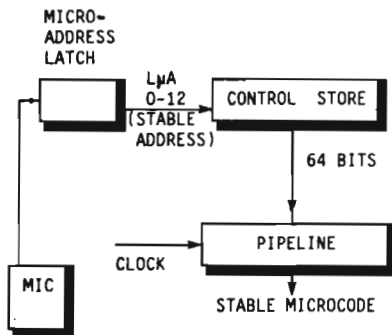 MICRO-
ADDRESS
LATCH
LμA
0-12
(STABLE
ADDRESS)
CONTROL STORE
64 BITS
PIPELINE
CLOCK
MIC
STABLE MICROCODE